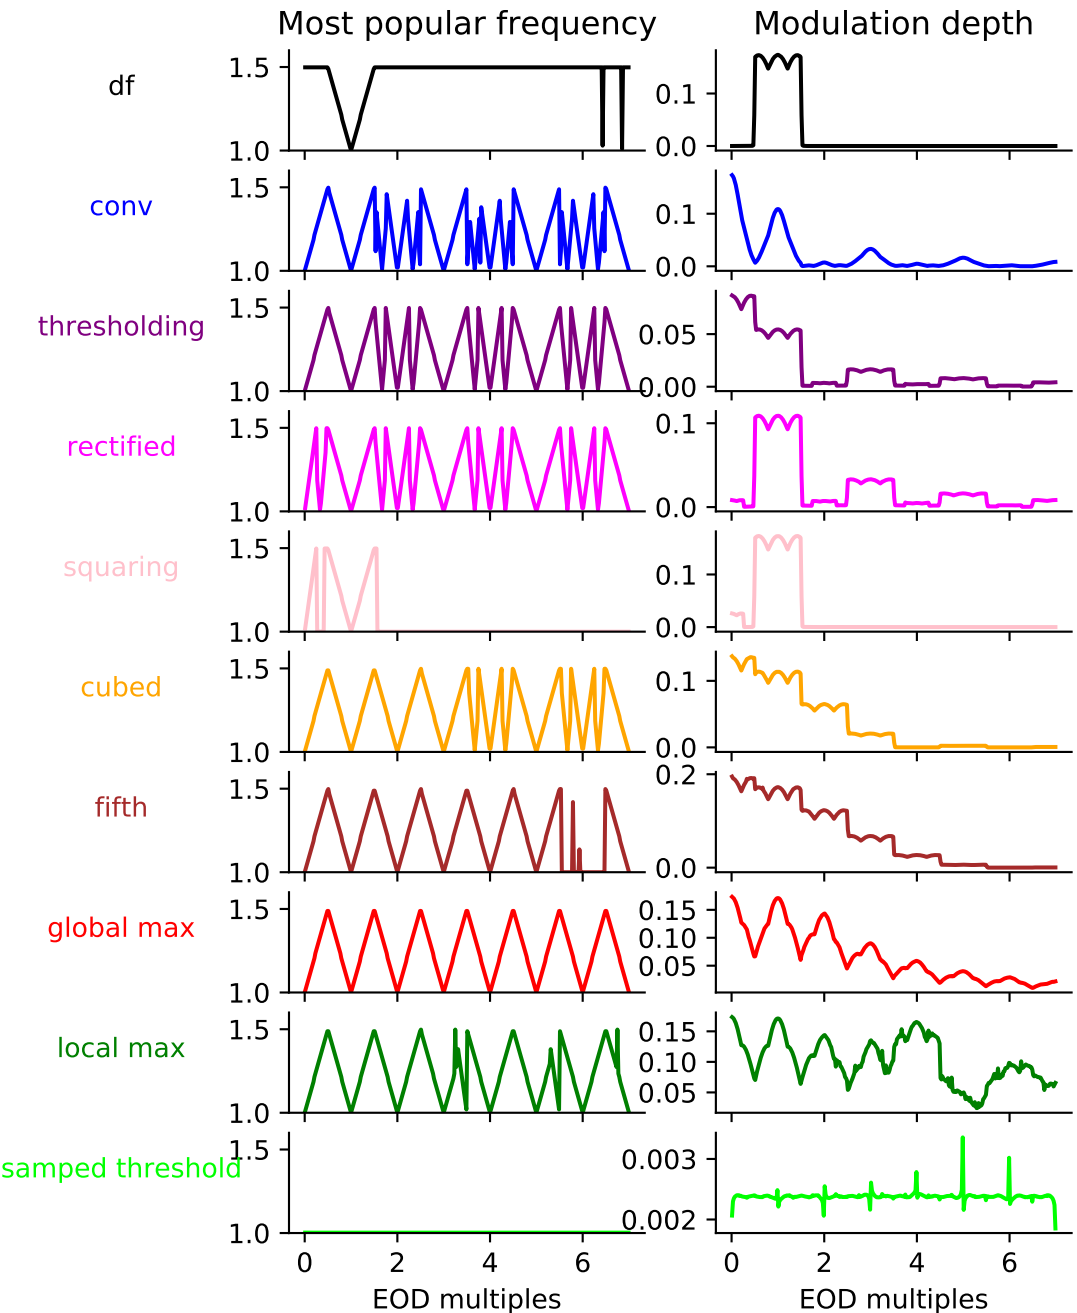 Most popular frequency Modulation depth
df 1.5 1.0 0.1 0.0
conv 1.5 1.0 0.1 0.0
thresholding 1.5 1.0 0.05 0.00
rectified 1.5 1.0 0.1 0.0
squaring 1.5 1.0 0.1 0.0
cubed 1.5 1.0 0.1 0.0
fifth 1.5 1.0 0.2 0.0
global max 1.5 1.0 0.15 0.10 0.05
local max 1.5 1.0 0.15 0.10 0.05
samped threshold 1.5 1.0 0.003 0.002
0 2 4 6 0 2 4 6
EOD multiples EOD multiples